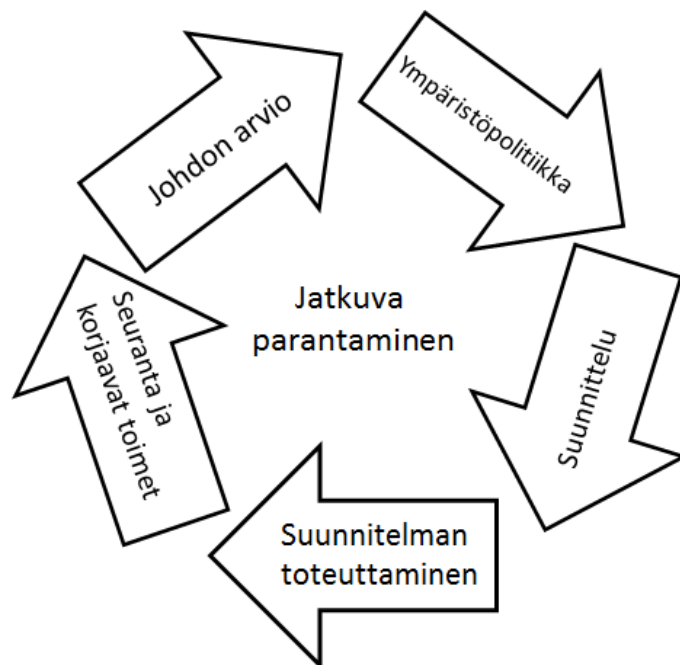 Johdon arvio
Ympäristöpolitiikka
Jatkuva
parantaminen
Suunnittelu
Suunnitelman
toteuttaminen
Seuranta ja
korjaavat toimet